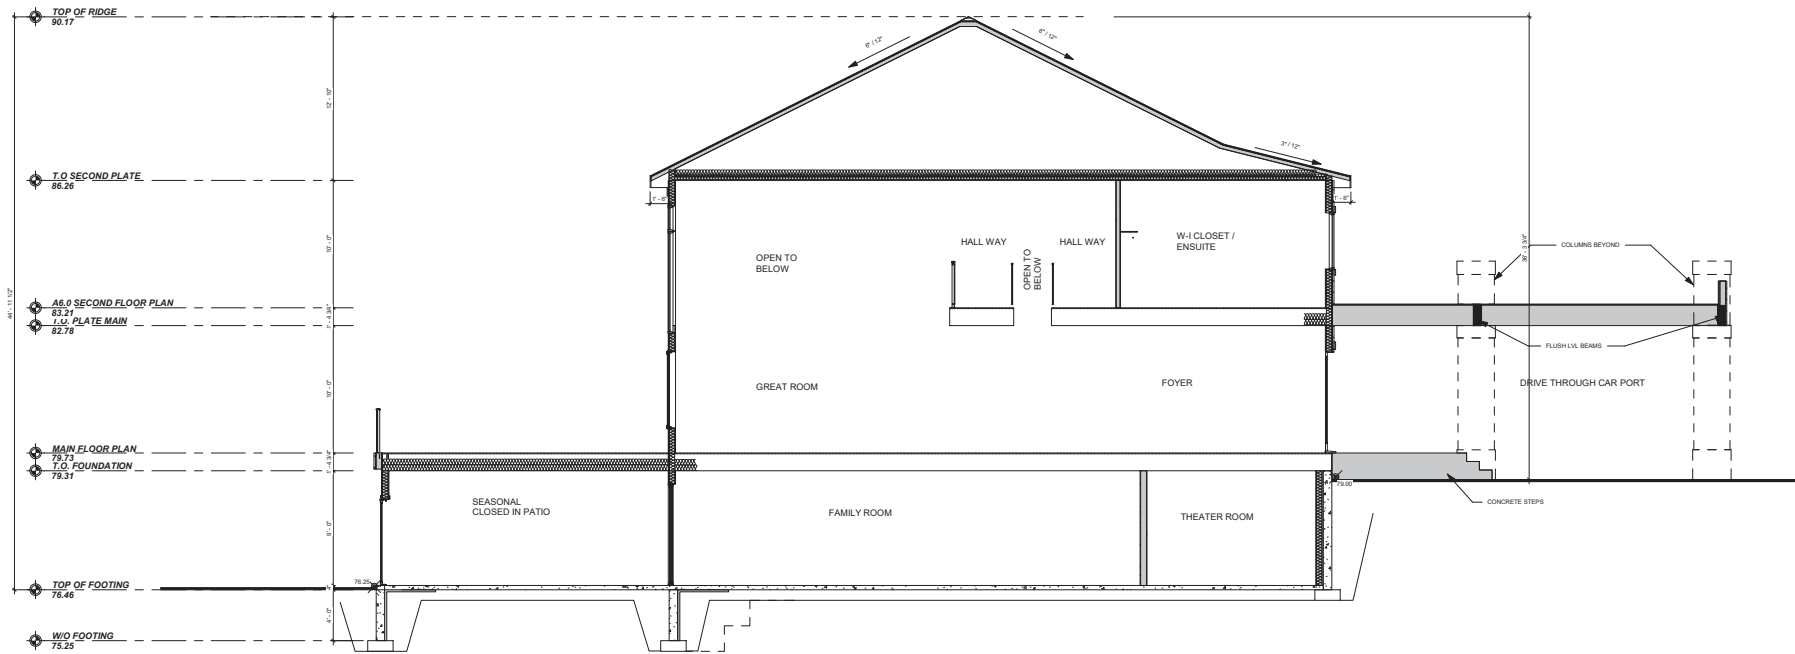 TOP OF RIDGE
90.17
6" / 12"
6" / 12"
12' - 10"
3" / 12"
T.O SECOND PLATE
86.26
1' - 6"
1' - 6"
W-I CLOSET /
ENSUITE
HALL WAY
HALL WAY
OPEN TO
BELOW
OPEN TO
BELOW
10' - 0"
COLUMNS BEYOND
36' - 3 3/4"
44' - 11 1/2"
A6.0 SECOND FLOOR PLAN
83.21
T.O. PLATE MAIN
82.78
1' - 4 3/4"
FLUSH LVL BEAMS
GREAT ROOM
FOYER
DRIVE THROUGH CAR PORT
10' - 0"
MAIN FLOOR PLAN
79.73
T.O. FOUNDATION
79.31
1' - 4 3/4"
79.00
CONCRETE STEPS
SEASONAL
CLOSED IN PATIO
FAMILY ROOM
THEATER ROOM
9' - 0"
76.25
TOP OF FOOTING
76.46
4"
4' - 0"
W/O FOOTING
75.25